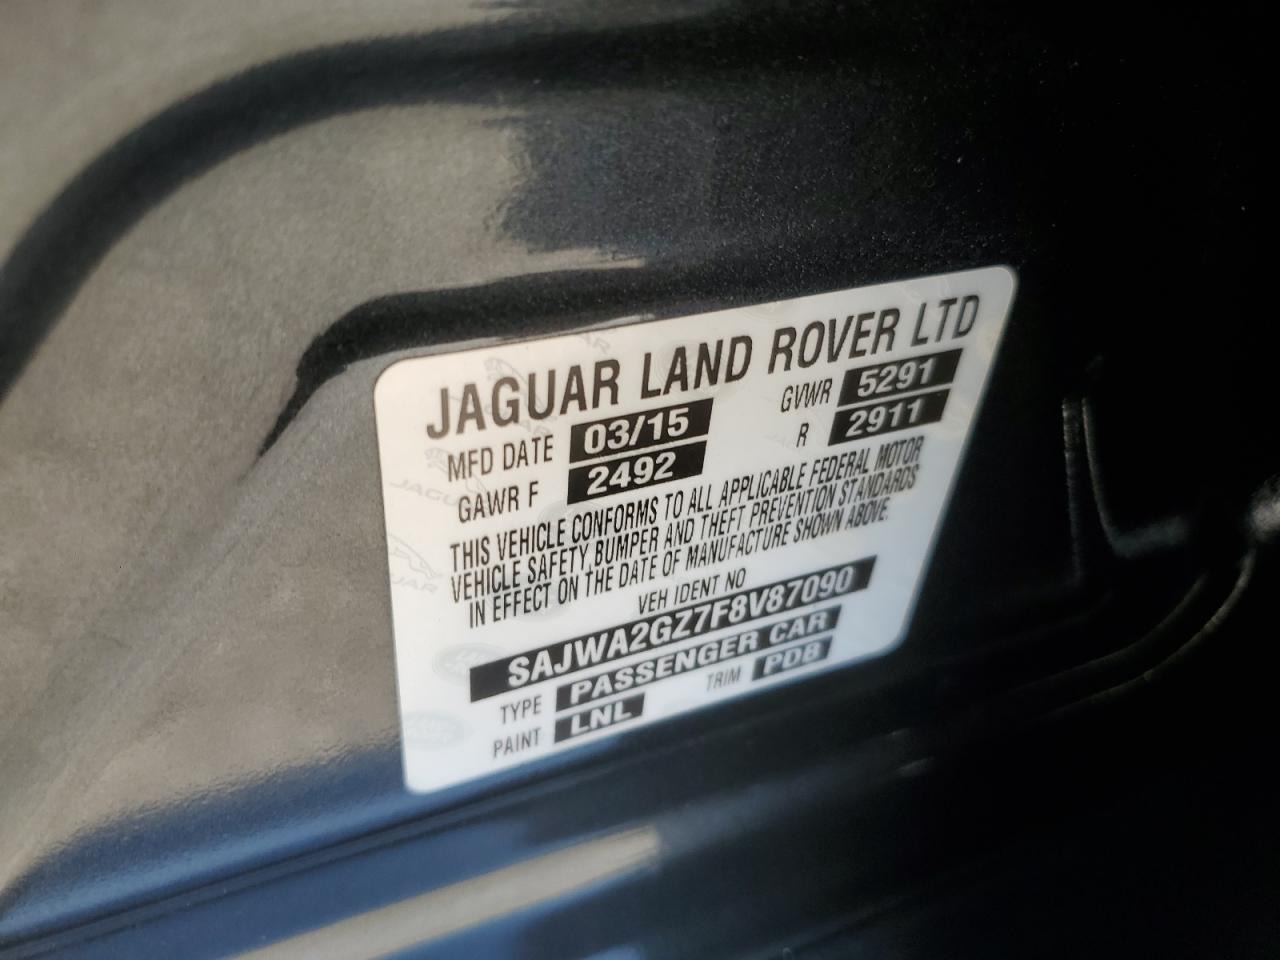 JAGUAR LAND ROVER LTD
MFD DATE 03/15 GVWR 5291
GAWR F 2492 R 2911
THIS VEHICLE CONFORMS TO ALL APPLICABLE FEDERAL MOTOR
VEHICLE SAFETY, BUMPER AND THEFT PREVENTION STANDARDS
IN EFFECT ON THE DATE OF MANUFACTURE SHOWN ABOVE.
VEH IDENT NO
SAJWA2GZ7F8V87090
TYPE PASSENGER CAR
PAINT LNL TRIM PDB